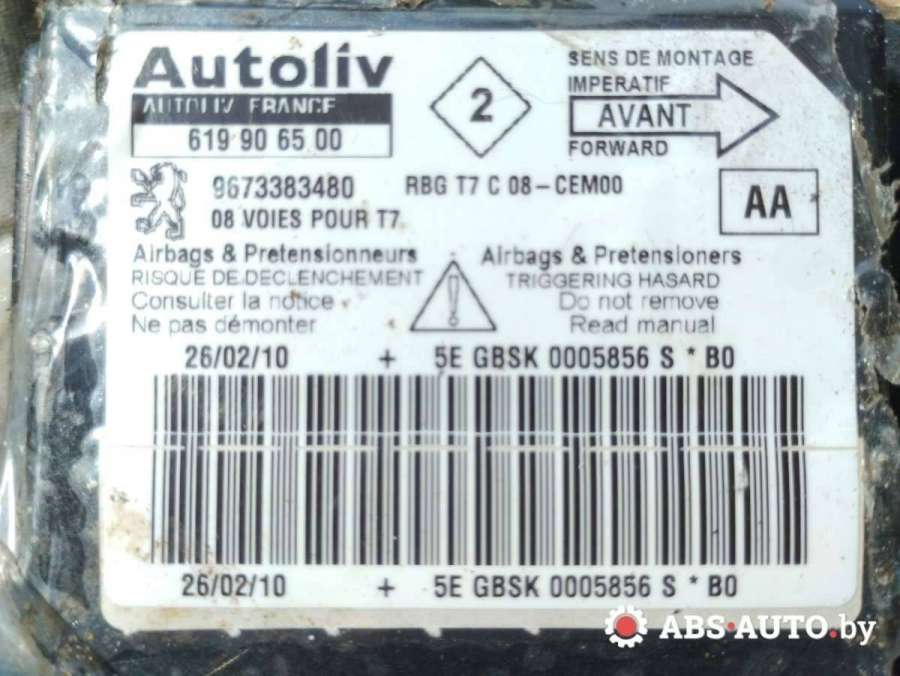 Autoliv
AUTOLIV FRANCE
619 90 65 00
2
SENS DE MONTAGE
IMPERATIF
AVANT
FORWARD
9673383480
RBG T7 C 08-CEM00
08 VOIES POUR T7
AA
Airbags & Pretensionneurs
RISQUE DE DECLENCHEMENT
Consulter la notice
Ne pas démonter
!
Airbags & Pretensioners
TRIGGERING HASARD
Do not remove
Read manual
26/02/10 + 5E GBSK 0005856 S * B0
26/02/10 + 5E GBSK 0005856 S * B0
ABS-AUTO.by